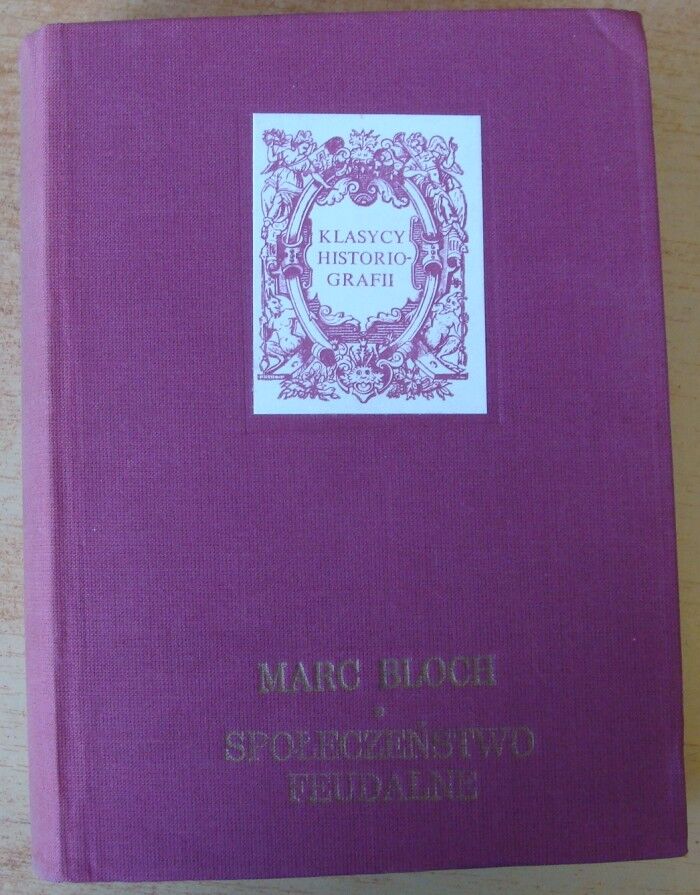 KLASYCY
HISTORIO-
GRAFII
MARC BLOCH
SPOŁECZEŃSTWO
FEUDALNE